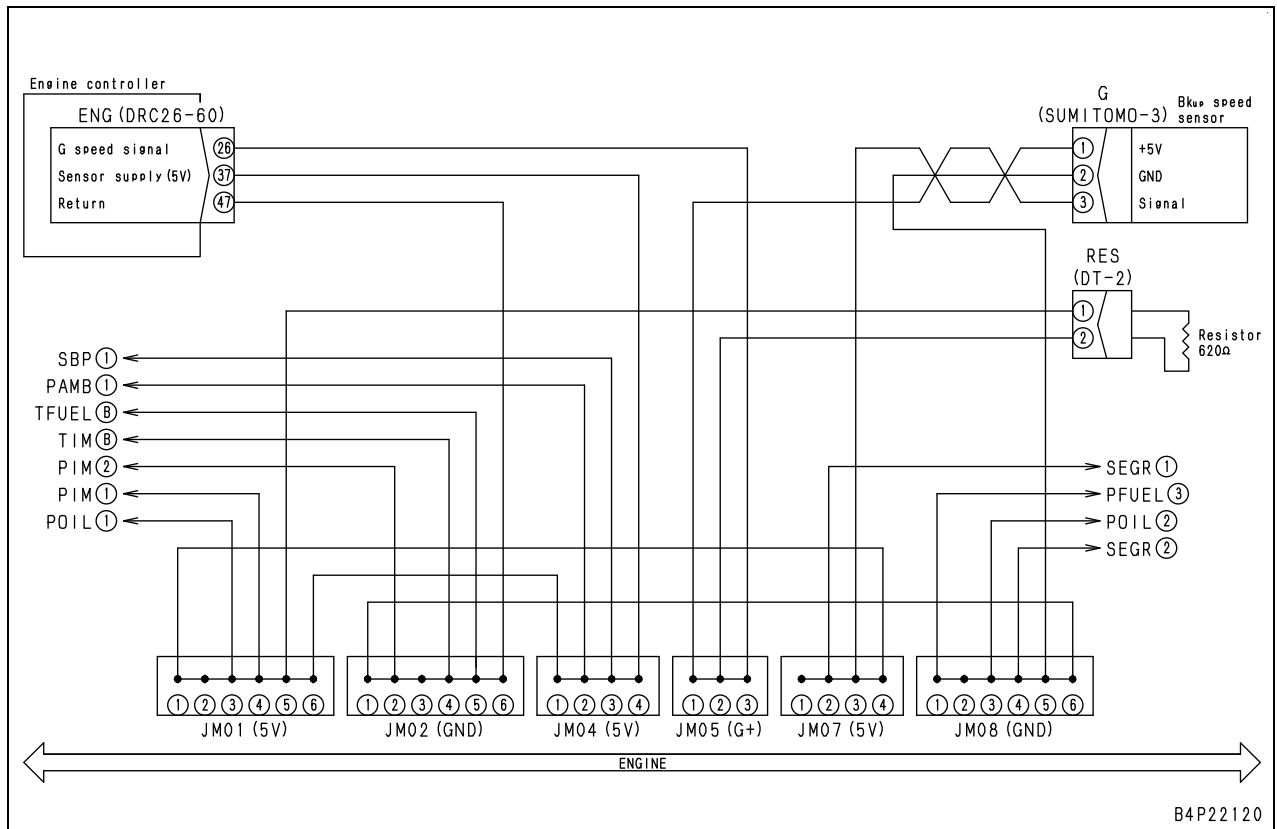 Engine controller
ENG (DRC26-60)
G speed signal 26
Sensor supply (5V) 37
Return 47
G
(SUMITOMO-3)
Bkup speed
sensor
1 +5V
2 GND
3 Signal
RES
(DT-2)
1
2
Resistor
620Ω
SBP 1
PAMB 1
TFUEL B
TIM B
PIM 2
PIM 1
POIL 1
SEGR 1
PFUEL 3
POIL 2
SEGR 2
1 2 3 4 5 6
JM01 (5V)
1 2 3 4 5 6
JM02 (GND)
1 2 3 4
JM04 (5V)
1 2 3
JM05 (G+)
1 2 3 4
JM07 (5V)
1 2 3 4 5 6
JM08 (GND)
ENGINE
B4P22120